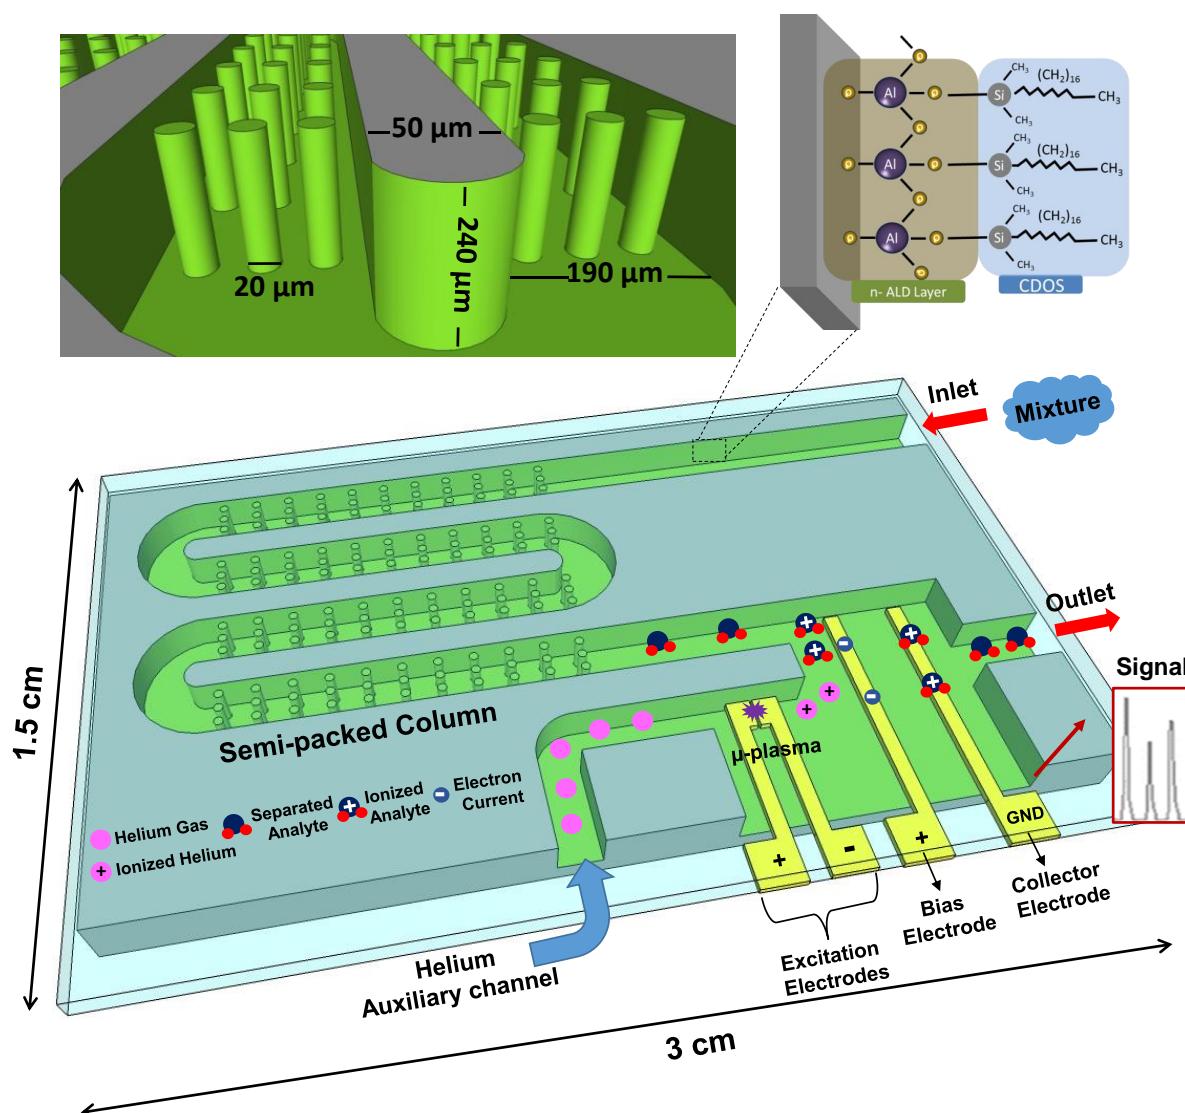 50 µm
240 µm
20 µm
190 µm
Al
Si
CH3
CH3
(CH2)16
CH3
Al
Si
CH3
CH3
(CH2)16
CH3
Al
Si
CH3
CH3
(CH2)16
CH3
n- ALD Layer
CDOS
Inlet
Mixture
Outlet
Signal
1.5 cm
Semi-packed Column
µ-plasma
Helium Gas
Separated
Analyte
Ionized
Analyte
Electron
Current
Ionized Helium
+
-
+
GND
Helium
Auxiliary channel
Excitation
Electrodes
Bias
Electrode
Collector
Electrode
3 cm